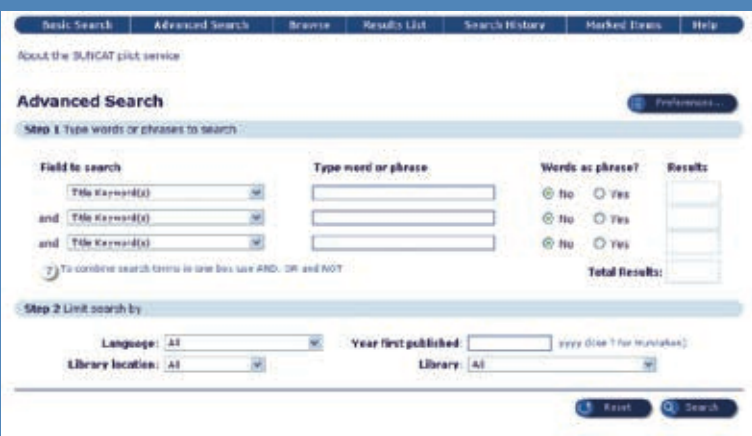 Basic Search Advanced Search Browse Results List Search History Marked Items Help
About the SUNCAT pilot service
Advanced Search
Preferences...
Step 1 Type words or phrases to search
Field to search Type word or phrase Words as phrase? Results
Title Keyword(s) No Yes
and Title Keyword(s) No Yes
and Title Keyword(s) No Yes
? To combine search terms in one box use AND, OR and NOT Total Results:
Step 2 Limit search by
Language: All Year first published: yyyy (Use ? for truncation)
Library location: All Library: All
Reset Search